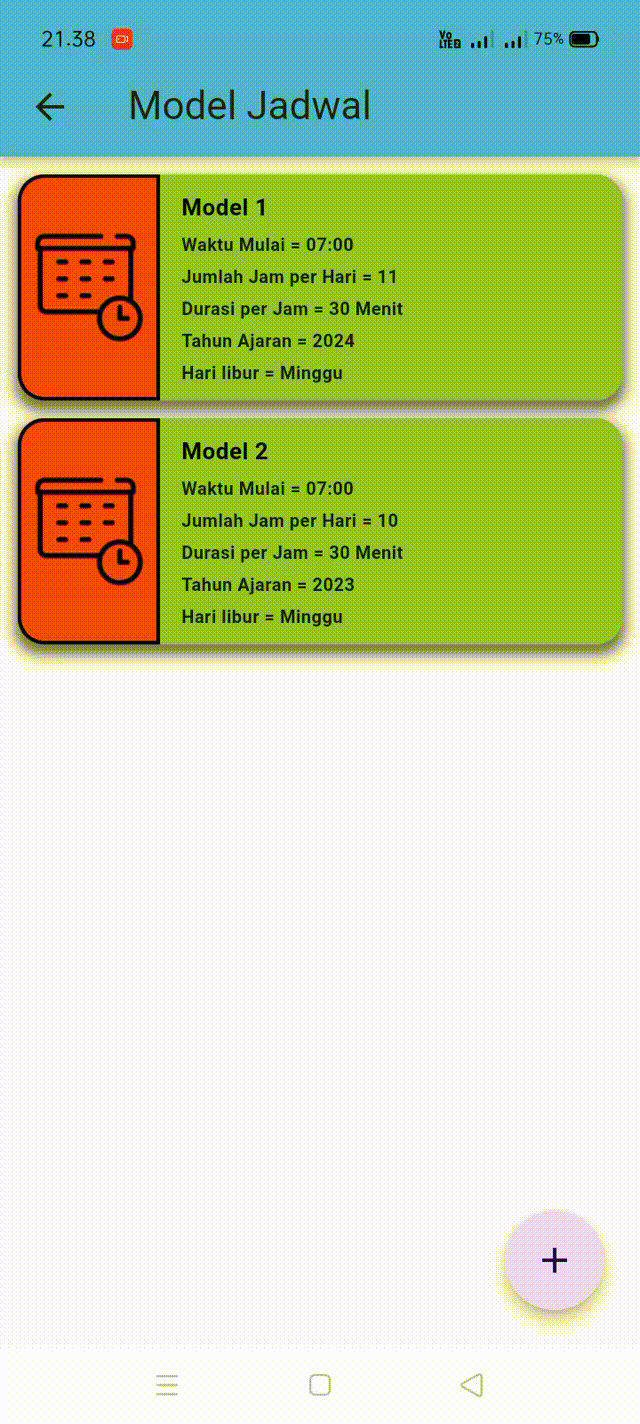 21.38
Vo LTE 2 75%
Model Jadwal
Model 1
Waktu Mulai = 07:00
Jumlah Jam per Hari = 11
Durasi per Jam = 30 Menit
Tahun Ajaran = 2024
Hari libur = Minggu
Model 2
Waktu Mulai = 07:00
Jumlah Jam per Hari = 10
Durasi per Jam = 30 Menit
Tahun Ajaran = 2023
Hari libur = Minggu